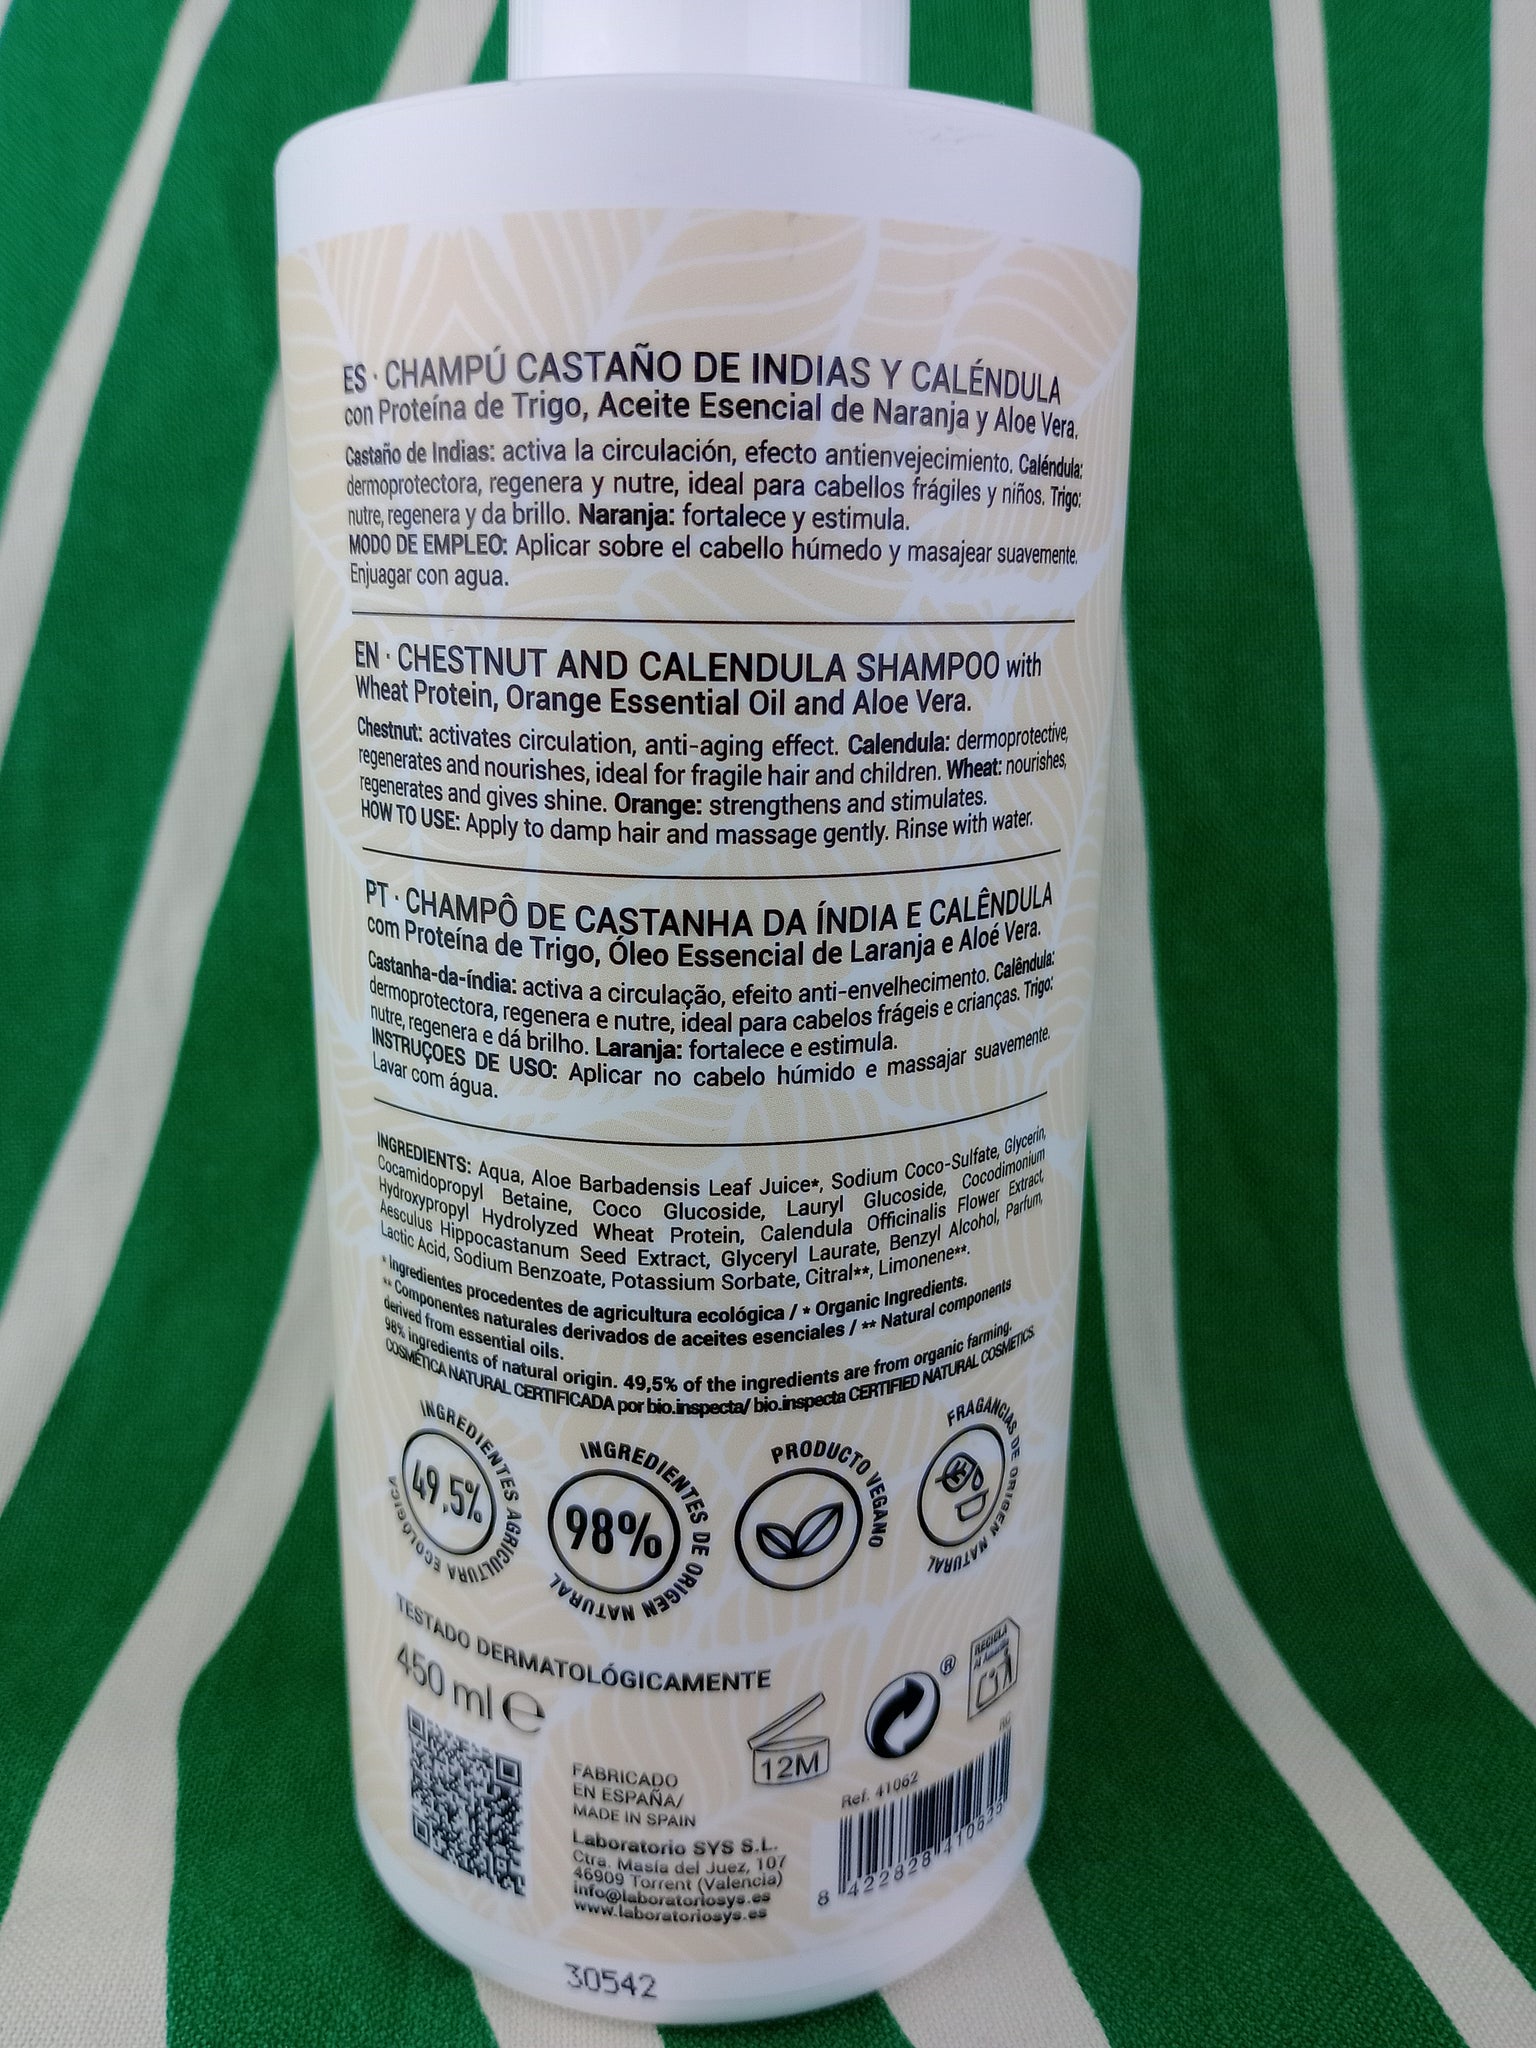 ES · CHAMPÚ CASTAÑO DE INDIAS Y CALÉNDULA
con Proteína de Trigo, Aceite Esencial de Naranja y Aloe Vera.
Castaño de Indias: activa la circulación, efecto antienvejecimiento. Caléndula:
dermoprotectora, regenera y nutre, ideal para cabellos frágiles y niños. Trigo:
nutre, regenera y da brillo. Naranja: fortalece y estimula.
MODO DE EMPLEO: Aplicar sobre el cabello húmedo y masajear suavemente.
Enjuagar con agua.
EN · CHESTNUT AND CALENDULA SHAMPOO with
Wheat Protein, Orange Essential Oil and Aloe Vera.
Chestnut: activates circulation, anti-aging effect. Calendula: dermoprotective,
regenerates and nourishes, ideal for fragile hair and children. Wheat: nourishes,
regenerates and gives shine. Orange: strengthens and stimulates.
HOW TO USE: Apply to damp hair and massage gently. Rinse with water.
PT · CHAMPÔ DE CASTANHA DA ÍNDIA E CALÊNDULA
com Proteína de Trigo, Óleo Essencial de Laranja e Aloé Vera.
Castanha-da-índia: activa a circulação, efeito anti-envelhecimento. Calêndula:
dermoprotectora, regenera e nutre, ideal para cabelos frágeis e crianças. Trigo:
nutre, regenera e dá brilho. Laranja: fortalece e estimula.
INSTRUÇOES DE USO: Aplicar no cabelo húmido e massajar suavemente.
Lavar com água.
INGREDIENTS: Aqua, Aloe Barbadensis Leaf Juice*, Sodium Coco-Sulfate, Glycerin,
Cocamidopropyl Betaine, Coco Glucoside, Lauryl Glucoside, Cocodimonium
Hydroxypropyl Hydrolyzed Wheat Protein, Calendula Officinalis Flower Extract,
Aesculus Hippocastanum Seed Extract, Glyceryl Laurate, Benzyl Alcohol, Parfum,
Lactic Acid, Sodium Benzoate, Potassium Sorbate, Citral**, Limonene**.
* Ingredientes procedentes de agricultura ecológica / * Organic Ingredients.
** Componentes naturales derivados de aceites esenciales / ** Natural components
derived from essential oils.
98% ingredients of natural origin. 49,5% of the ingredients are from organic farming.
COSMÉTICA NATURAL CERTIFICADA por bio.inspecta/ bio.inspecta CERTIFIED NATURAL COSMETICS.
INGREDIENTES AGRICULTURA ECOLÓGICA
49,5%
INGREDIENTES DE ORIGEN NATURAL
98%
PRODUCTO VEGANO
FRAGANCIAS DE ORIGEN NATURAL
TESTADO DERMATOLÓGICAMENTE
450 ml e
12M
®
RECICLA
Al Amarillo
FABRICADO
EN ESPAÑA/
MADE IN SPAIN
Laboratorio SYS S.L.
Ctra. Masía del Juez, 107
46909 Torrent (Valencia)
info@laboratoriosys.es
www.laboratoriosys.es
Ref. 41062
8 422828 410625
30542